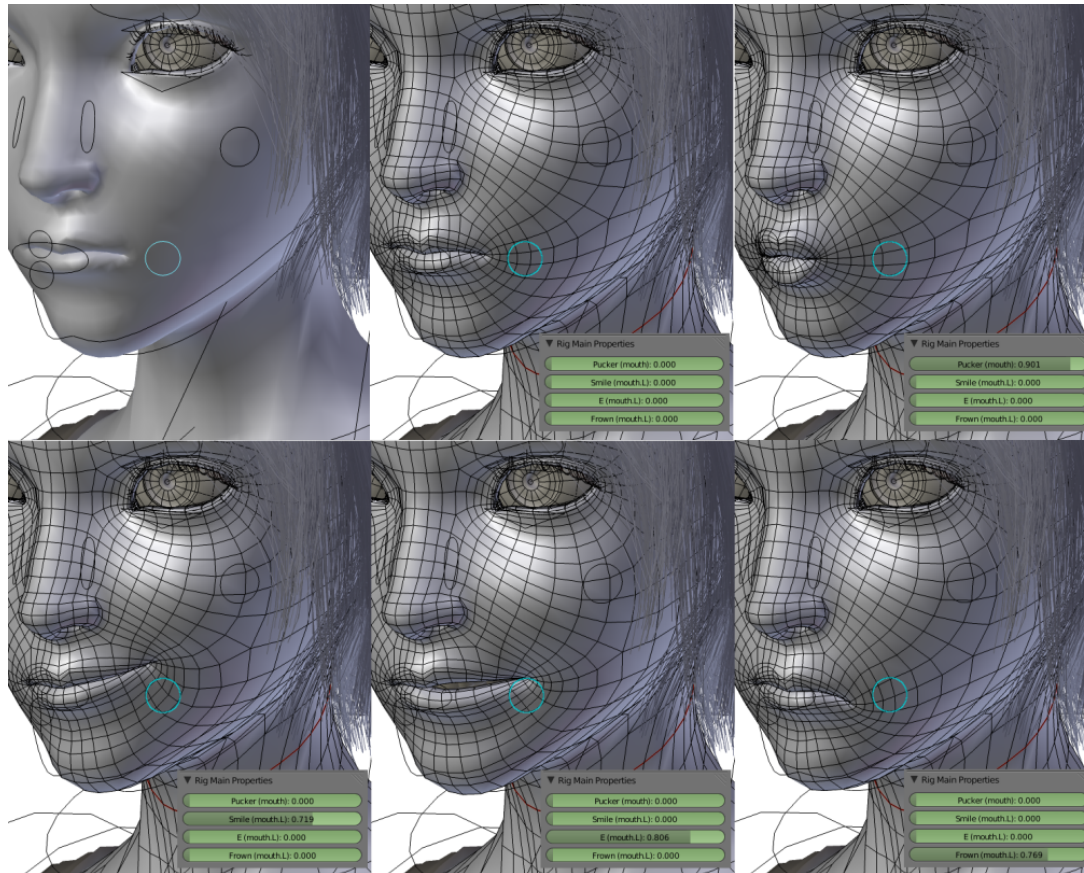 Rig Main Properties
Pucker (mouth): 0.000
Smile (mouth.L): 0.000
E (mouth.L): 0.000
Frown (mouth.L): 0.000
Rig Main Properties
Pucker (mouth): 0.901
Smile (mouth.L): 0.000
E (mouth.L): 0.000
Frown (mouth.L): 0.000
Rig Main Properties
Pucker (mouth): 0.000
Smile (mouth.L): 0.719
E (mouth.L): 0.000
Frown (mouth.L): 0.000
Rig Main Properties
Pucker (mouth): 0.000
Smile (mouth.L): 0.000
E (mouth.L): 0.806
Frown (mouth.L): 0.000
Rig Main Properties
Pucker (mouth): 0.000
Smile (mouth.L): 0.000
E (mouth.L): 0.000
Frown (mouth.L): 0.769